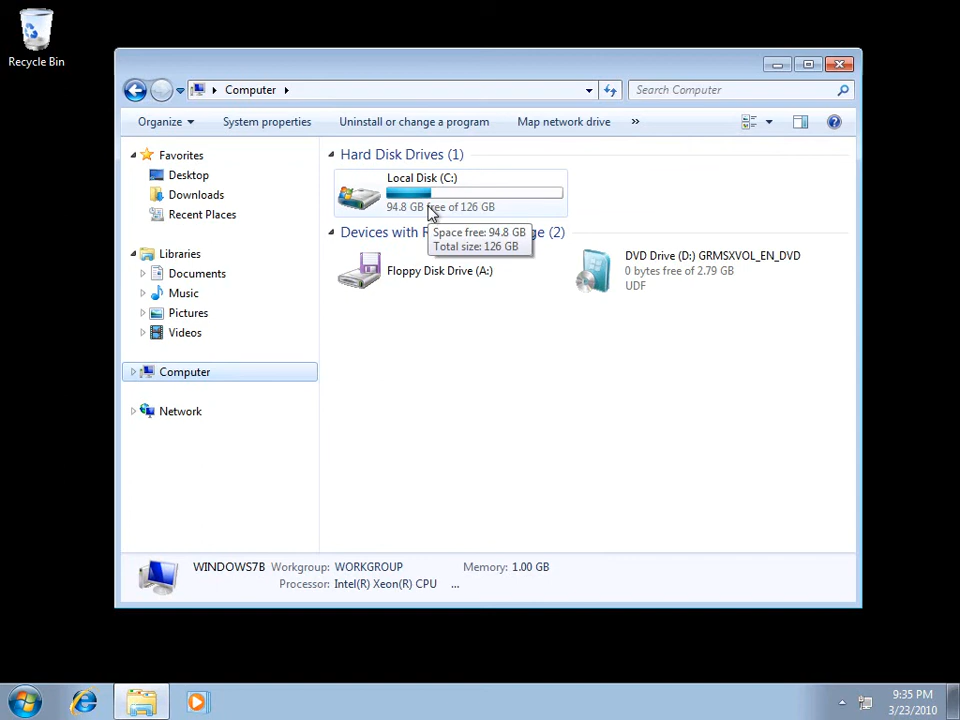 Recycle Bin
Computer
Search Computer
Organize
System properties
Uninstall or change a program
Map network drive
»
Favorites
Desktop
Downloads
Recent Places
Libraries
Documents
Music
Pictures
Videos
Computer
Network
Hard Disk Drives (1)
Local Disk (C:)
94.8 GB free of 126 GB
Space free: 94.8 GB
Total size: 126 GB
Devices with R ge (2)
Floppy Disk Drive (A:)
DVD Drive (D:) GRMSXVOL_EN_DVD
0 bytes free of 2.79 GB
UDF
WINDOWS7B Workgroup: WORKGROUP Memory: 1.00 GB
Processor: Intel(R) Xeon(R) CPU ...
9:35 PM
3/23/2010